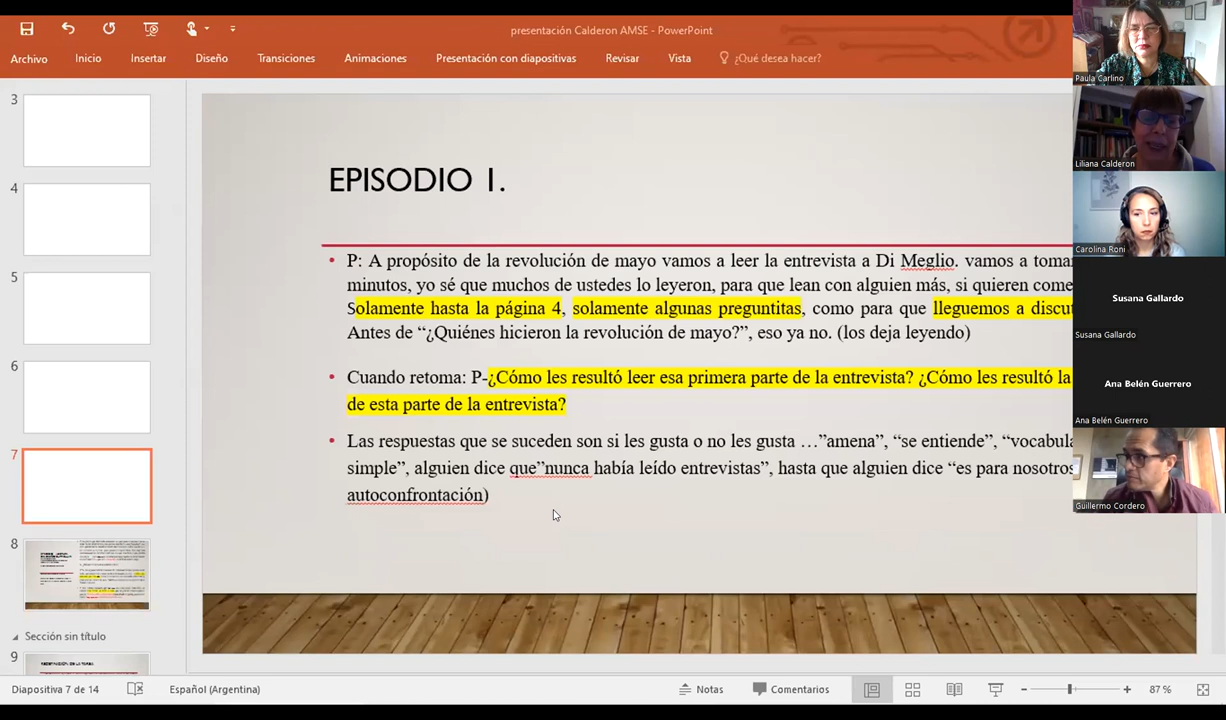 presentación Calderon AMSE - PowerPoint
Archivo Inicio Insertar Diseño Transiciones Animaciones Presentación con diapositivas Revisar Vista ¿Qué desea hacer?
3
4
5
6
7
8
Sección sin título
9
EPISODIO 1.
• P: A propósito de la revolución de mayo vamos a leer la entrevista a Di Meglio. vamos a toma
minutos, yo sé que muchos de ustedes lo leyeron, para que lean con alguien más, si quieren come
Solamente hasta la página 4, solamente algunas preguntitas, como para que lleguemos a discut
Antes de “¿Quiénes hicieron la revolución de mayo?”, eso ya no. (los deja leyendo)
• Cuando retoma: P-¿Cómo les resultó leer esa primera parte de la entrevista? ¿Cómo les resultó la
de esta parte de la entrevista?
• Las respuestas que se suceden son si les gusta o no les gusta …”amena”, “se entiende”, “vocabula
simple”, alguien dice que”nunca había leído entrevistas”, hasta que alguien dice “es para nosotros
autoconfrontación)
Paula Carlino
Liliana Calderon
Carolina Roni
Susana Gallardo
Susana Gallardo
Ana Belén Guerrero
Ana Belén Guerrero
Guillermo Cordero
Diapositiva 7 de 14 Español (Argentina) Notas Comentarios 87 %